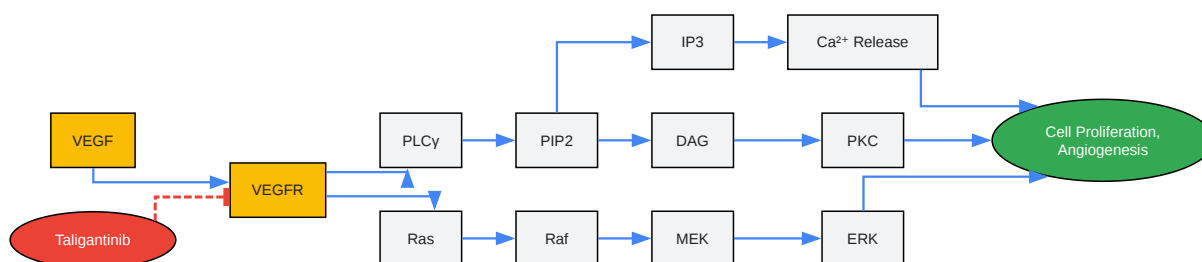 IP3
Ca²⁺ Release
VEGF
PLCγ
PIP2
DAG
PKC
Cell Proliferation,
Angiogenesis
VEGFR
Taligantinib
Ras
Raf
MEK
ERK